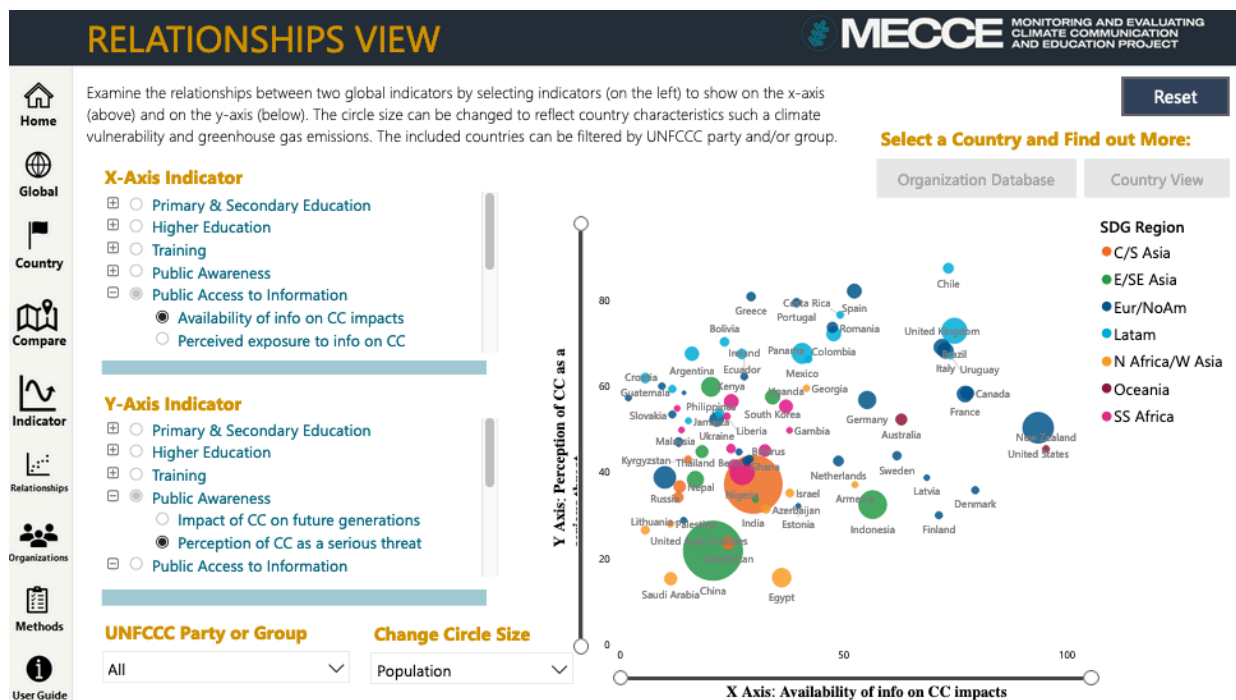 RELATIONSHIPS VIEW
MECCE
MONITORING AND EVALUATING
CLIMATE COMMUNICATION
AND EDUCATION PROJECT
Home
Global
Country
Compare
Indicator
Relationships
Organizations
Methods
User Guide
Examine the relationships between two global indicators by selecting indicators (on the left) to show on the x-axis
(above) and on the y-axis (below). The circle size can be changed to reflect country characteristics such a climate
vulnerability and greenhouse gas emissions. The included countries can be filtered by UNFCCC party and/or group.
Reset
Select a Country and Find out More:
Organization Database
Country View
X-Axis Indicator
Primary & Secondary Education
Higher Education
Training
Public Awareness
Public Access to Information
Availability of info on CC impacts
Perceived exposure to info on CC
Y-Axis Indicator
Primary & Secondary Education
Higher Education
Training
Public Awareness
Impact of CC on future generations
Perception of CC as a serious threat
Public Access to Information
UNFCCC Party or Group
All
Change Circle Size
Population
SDG Region
C/S Asia
E/SE Asia
Eur/NoAm
Latam
N Africa/W Asia
Oceania
SS Africa
Y Axis: Perception of CC as a
80
60
40
20
0
Chile
Greece
Costa Rica
Spain
Portugal
Bolivia
Romania
United Kingdom
Ireland
Panama
Colombia
Brazil
Argentina
Ecuador
Mexico
Italy
Uruguay
Croatia
Guatemala
Kenya
Uganda
Georgia
Canada
France
Philippines
South Korea
Slovakia
Jamaica
Liberia
Gambia
Germany
Australia
Ukraine
New Zealand
Malaysia
Belarus
United States
Kyrgyzstan
Thailand
Ghana
Netherlands
Sweden
Russia
Nepal
Nigeria
Israel
Armenia
Latvia
Denmark
Azerbaijan
Lithuania
India
Estonia
Indonesia
Finland
Saudi Arabia
China
Egypt
0
50
100
X Axis: Availability of info on CC impacts